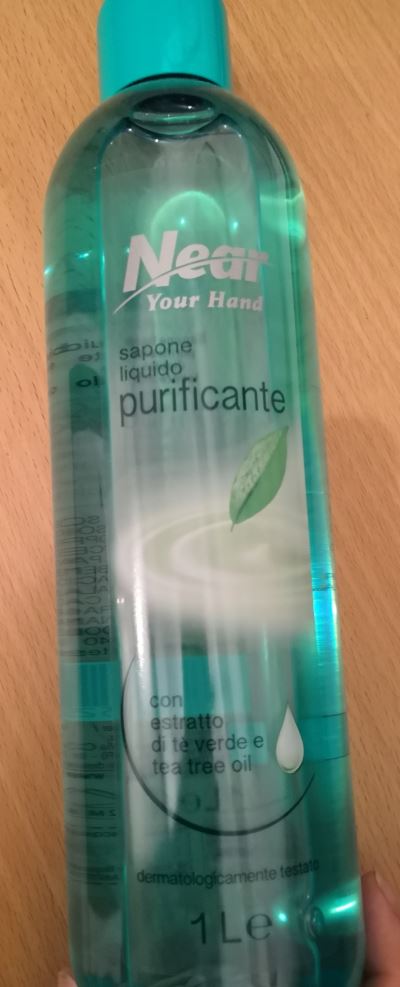 Near
Your Hand
sapone
liquido
purificante
con
estratto
di tè verde e
tea tree oil
dermatologicamente testato
1 L e